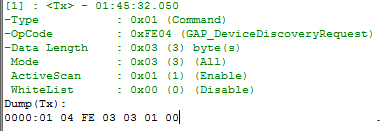 [1] : <Tx> - 01:45:32.050
-Type : 0x01 (Command)
-OpCode : 0xFE04 (GAP_DeviceDiscoveryRequest)
-Data Length : 0x03 (3) byte(s)
Mode : 0x03 (3) (All)
ActiveScan : 0x01 (1) (Enable)
WhiteList : 0x00 (0) (Disable)
Dump(Tx):
0000:01 04 FE 03 03 01 00 .